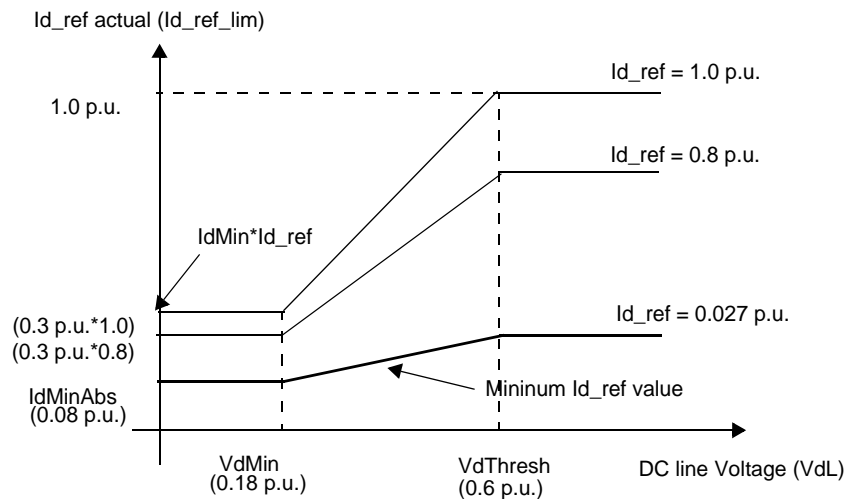 Id_ref actual (Id_ref_lim)
Id_ref = 1.0 p.u.
1.0 p.u.
Id_ref = 0.8 p.u.
IdMin*Id_ref
Id_ref = 0.027 p.u.
(0.3 p.u.*1.0)
(0.3 p.u.*0.8)
IdMinAbs
(0.08 p.u.)
Mininum Id_ref value
VdMin
(0.18 p.u.)
VdThresh
(0.6 p.u.)
DC line Voltage (VdL)